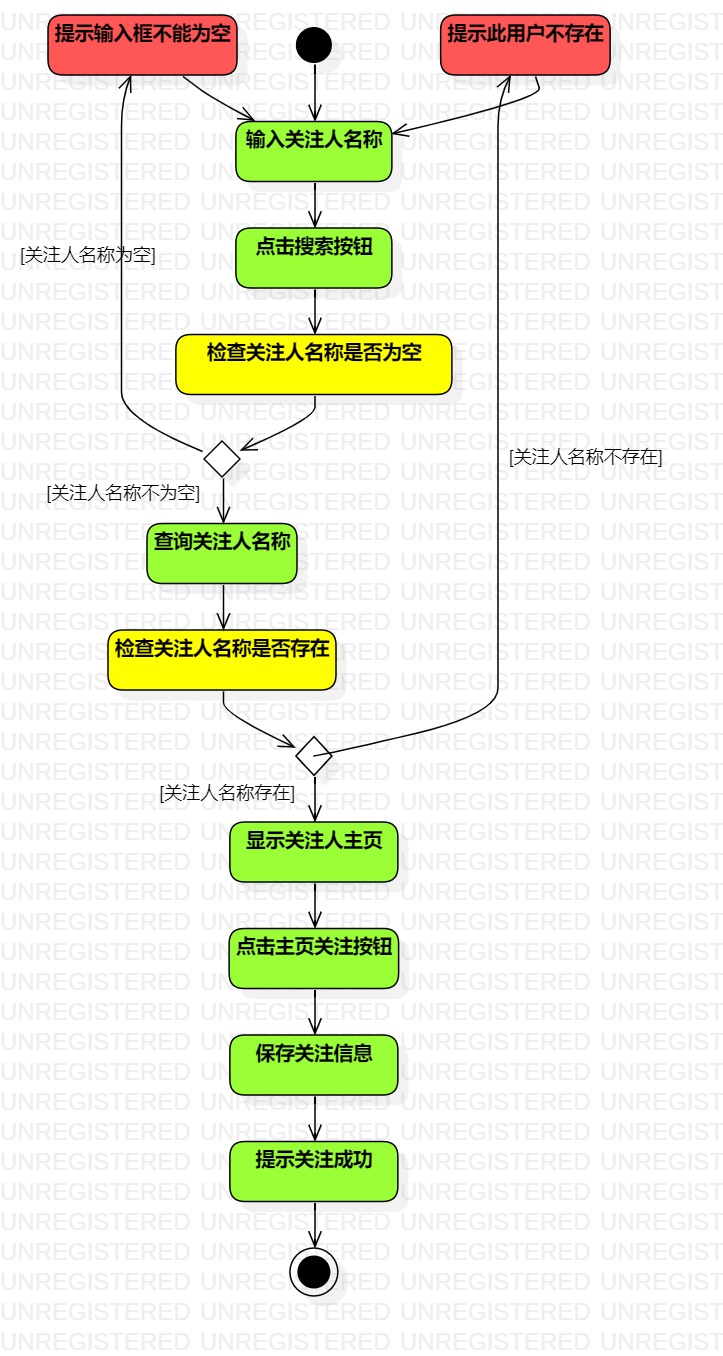 提示输入框不能为空
提示此用户不存在
输入关注人名称
点击搜索按钮
[关注人名称为空]
检查关注人名称是否为空
[关注人名称不存在]
[关注人名称不为空]
查询关注人名称
检查关注人名称是否存在
[关注人名称存在]
显示关注人主页
点击主页关注按钮
保存关注信息
提示关注成功
UNREGISTERED